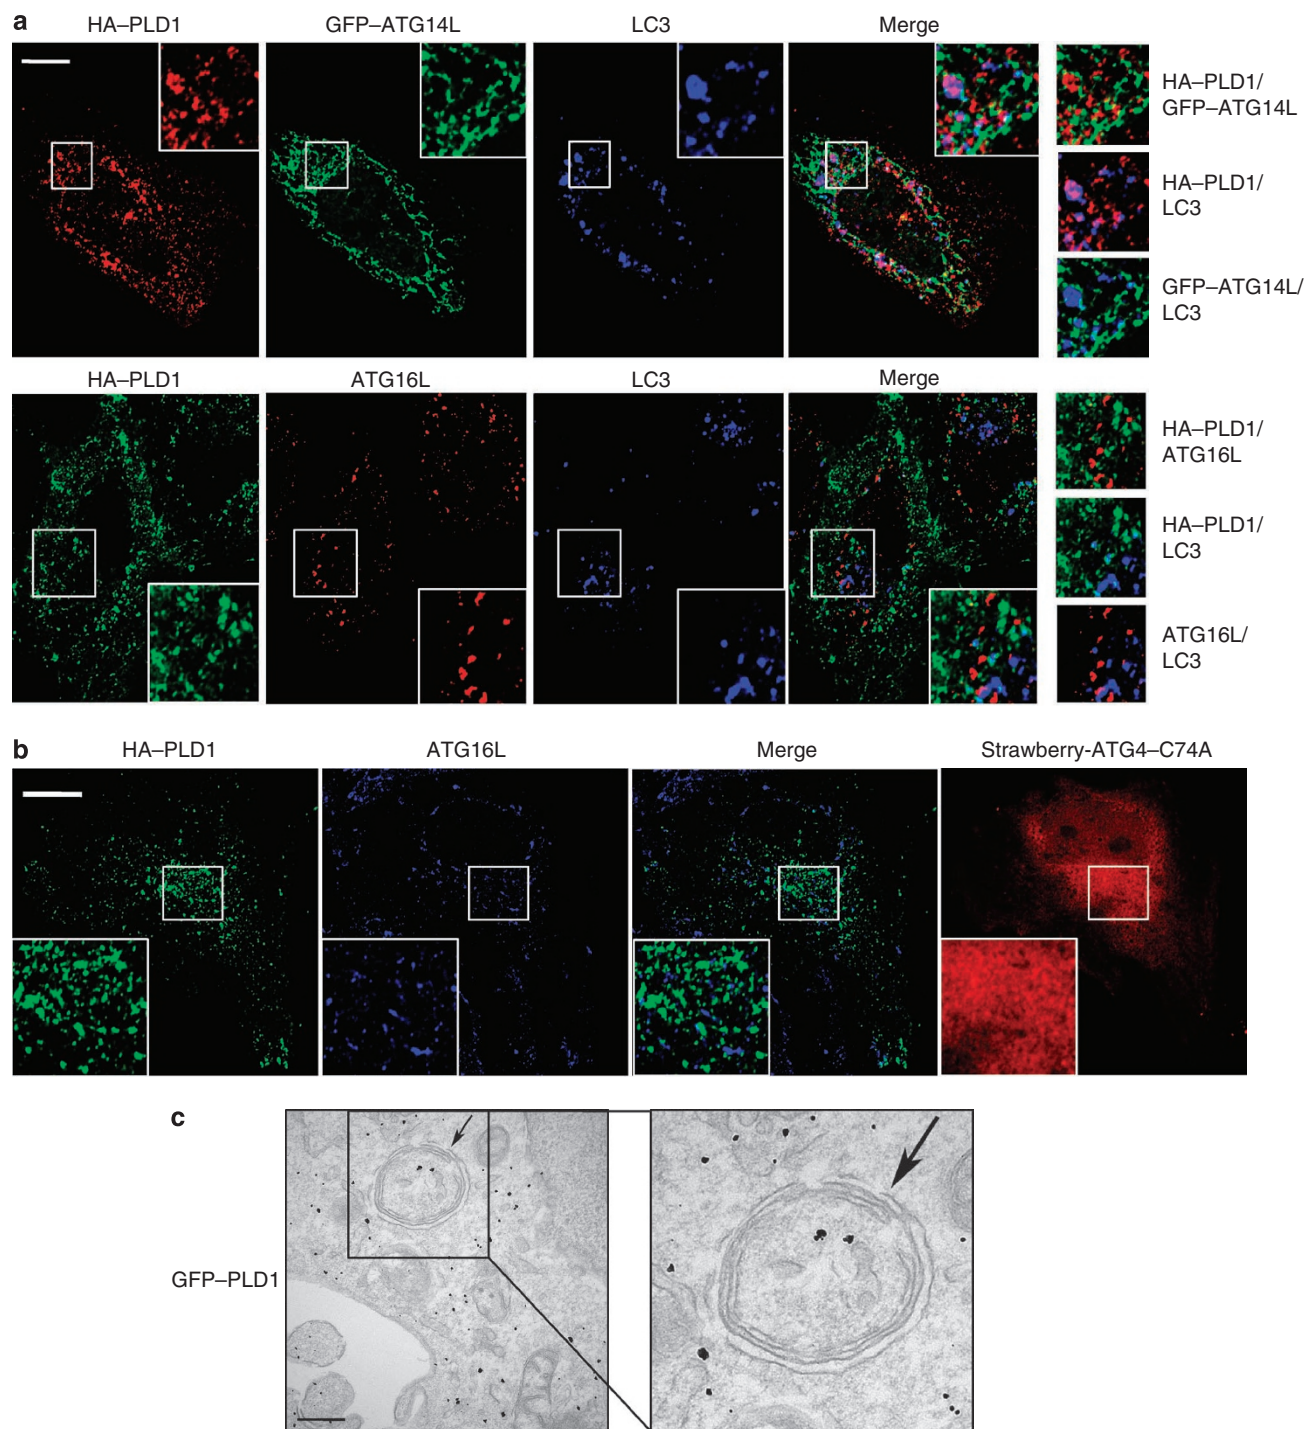 a
HA–PLD1 GFP–ATG14L LC3 Merge
HA–PLD1/
GFP–ATG14L
HA–PLD1/
LC3
GFP–ATG14L/
LC3
HA–PLD1 ATG16L LC3 Merge
HA–PLD1/
ATG16L
HA–PLD1/
LC3
ATG16L/
LC3
b
HA–PLD1 ATG16L Merge Strawberry-ATG4–C74A
c
GFP–PLD1